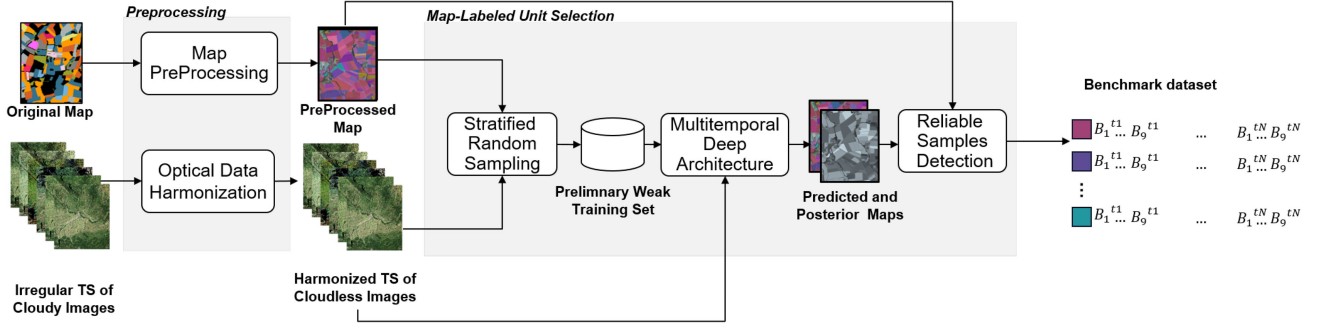 Preprocessing
Map-Labeled Unit Selection
Map
PreProcessing
Original Map
PreProcessed
Map
Optical Data
Harmonization
Irregular TS of
Cloudy Images
Harmonized TS of
Cloudless Images
Stratified
Random
Sampling
Prelimnary Weak
Training Set
Multitemporal
Deep
Architecture
Predicted and
Posterior Maps
Reliable
Samples
Detection
Benchmark dataset
B₁ᵗ¹ ... B₉ᵗ¹ ... B₁ᵗᴺ ... B₉ᵗᴺ
B₁ᵗ¹ ... B₉ᵗ¹ ... B₁ᵗᴺ ... B₉ᵗᴺ
⋮
B₁ᵗ¹ ... B₉ᵗ¹ ... B₁ᵗᴺ ... B₉ᵗᴺ